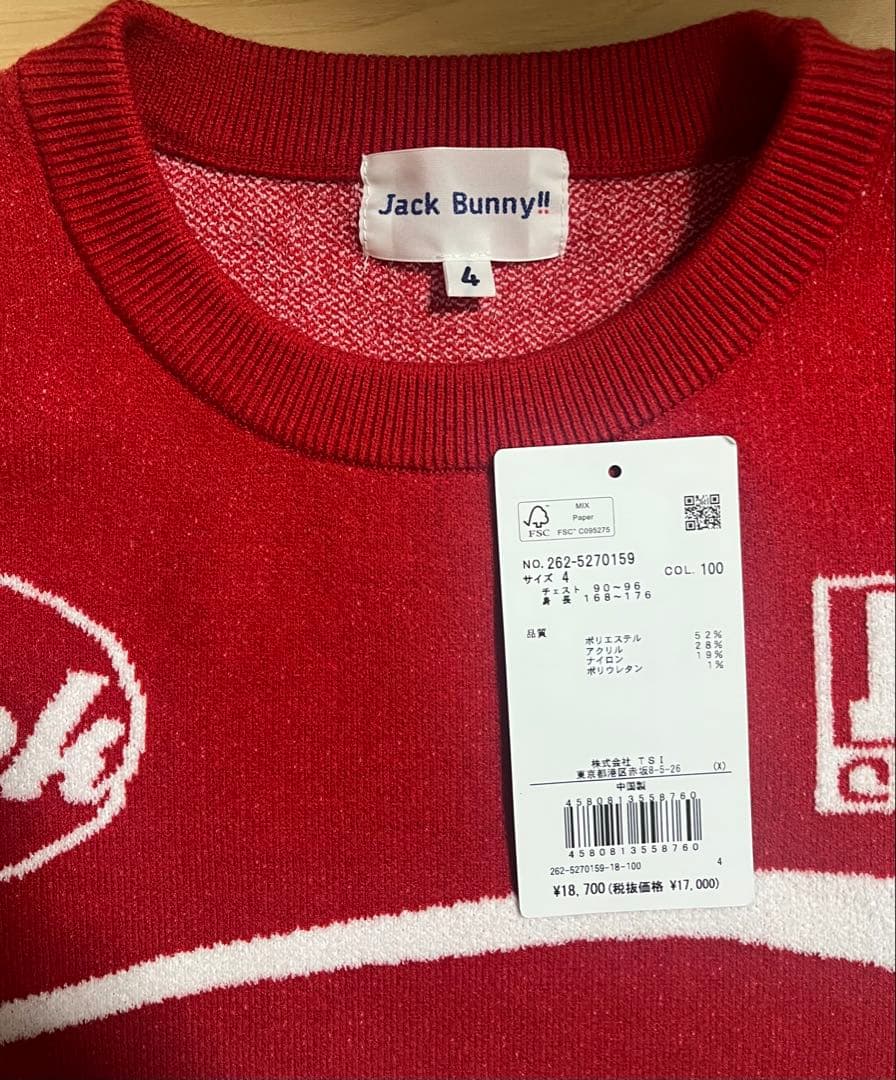 Jack Bunny!!
4
MIX
Paper
FSC
FSC™ C095275
NO. 262-5270159
COL. 100
サイズ 4
チェスト 90~96
身長 168~176
品質
ポリエステル 52%
アクリル 28%
ナイロン 19%
ポリウレタン 1%
株式会社 TSI
東京都港区赤坂8-5-26 (X)
中国製
4580813558760
4580813558760
262-5270159-18-100 4
¥18,700(税抜価格 ¥17,000)